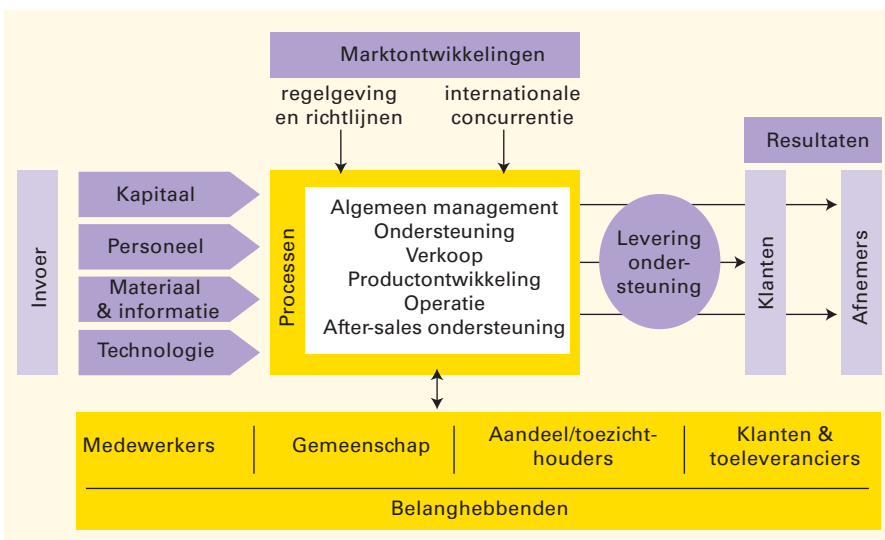 Marktontwikkelingen
regelgeving
en richtlijnen
internationale
concurrentie
Resultaten
Invoer
Kapitaal
Personeel
Materiaal
& informatie
Technologie
Processen
Algemeen management
Ondersteuning
Verkoop
Productontwikkeling
Operatie
After-sales ondersteuning
Levering
onder-
steuning
Klanten
Afnemers
Medewerkers
Gemeenschap
Aandeel/toezicht-
houders
Klanten &
toeleveranciers
Belanghebbenden